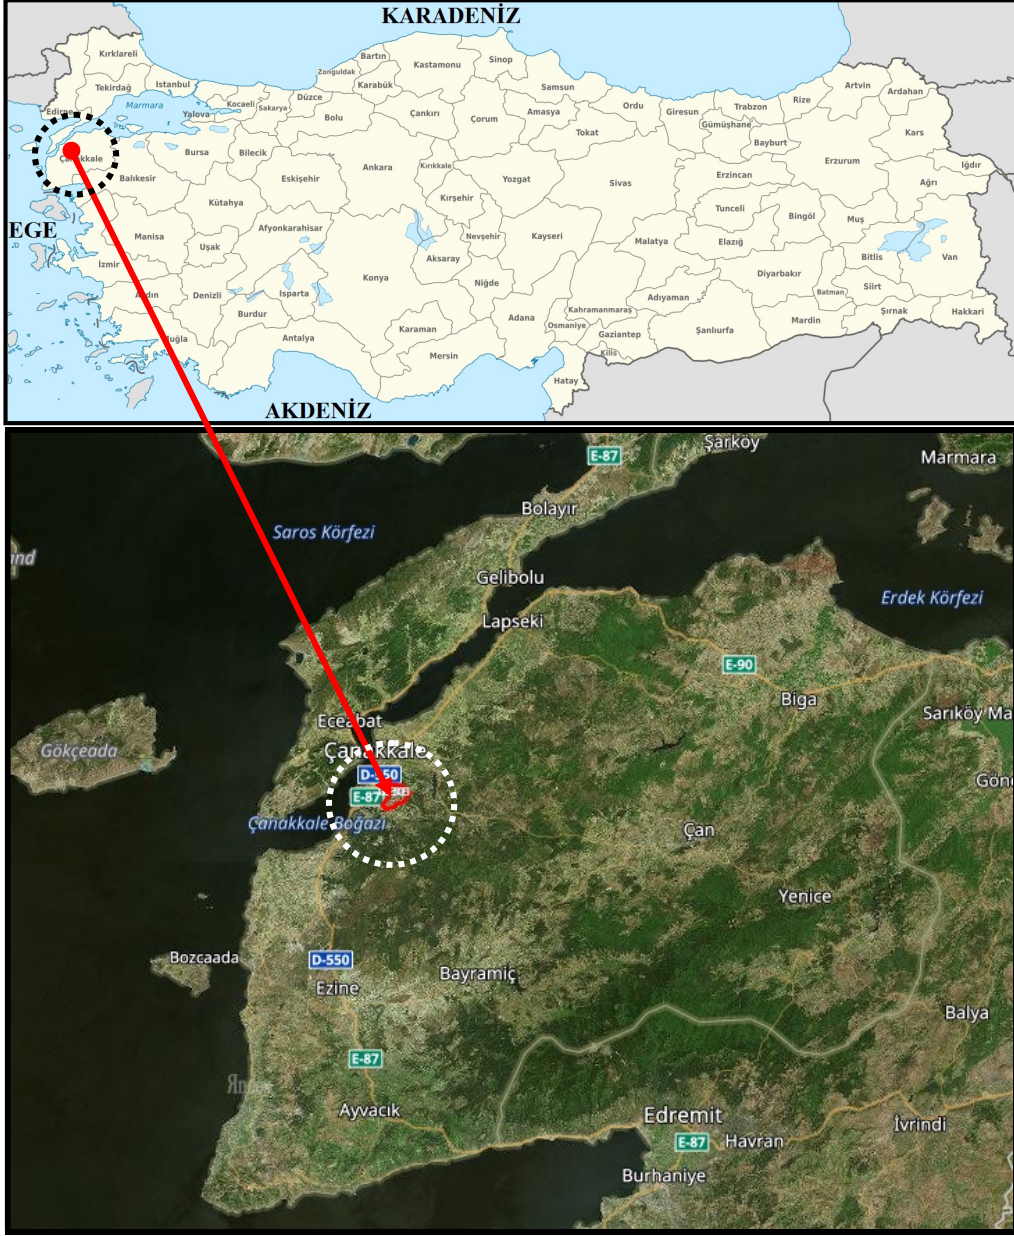 KARADENİZ
Kırklareli
Bartın
Sinop
Kastamonu
Zonguldak
Karabük
Tekirdağ
Istanbul
Samsun
Artvin
Ardahan
Düzce
Edirne
Marmara
Kocaeli
Sakarya
Yalova
Bolu
Çankırı
Çorum
Amasya
Ordu
Giresun
Trabzon
Rize
Gümüşhane
Tokat
Bayburt
Kars
Çanakkale
Bursa
Bilecik
Ankara
Kırıkkale
Erzurum
Iğdır
Balıkesir
Eskişehir
Yozgat
Sivas
Erzincan
Ağrı
Kütahya
Kırşehir
Tunceli
Bingöl
Muş
EGE
Manisa
Uşak
Afyonkarahisar
Nevşehir
Kayseri
Malatya
Elazığ
Bitlis
Van
İzmir
Aksaray
Konya
Niğde
Diyarbakır
Siirt
Batman
Aydın
Denizli
Isparta
Adıyaman
Burdur
Kahramanmaraş
Adana
Osmaniye
Gaziantep
Şanlıurfa
Mardin
Şırnak
Hakkari
Muğla
Antalya
Karaman
Mersin
Kilis
Hatay
AKDENİZ
Şarköy
E-87
Marmara
Bolayır
Saros Körfezi
nd
Gelibolu
Erdek Körfezi
Lapseki
E-90
Biga
Sarıköy Ma
Eceabat
Gökçeada
Çanakkale
D-550
E-87
Gön
Çanakkale Boğazı
Çan
Yenice
Bozcaada
D-550
Bayramiç
Ezine
Balya
E-87
Ayvacık
Edremit
İvrindi
E-87
Havran
Burhaniye